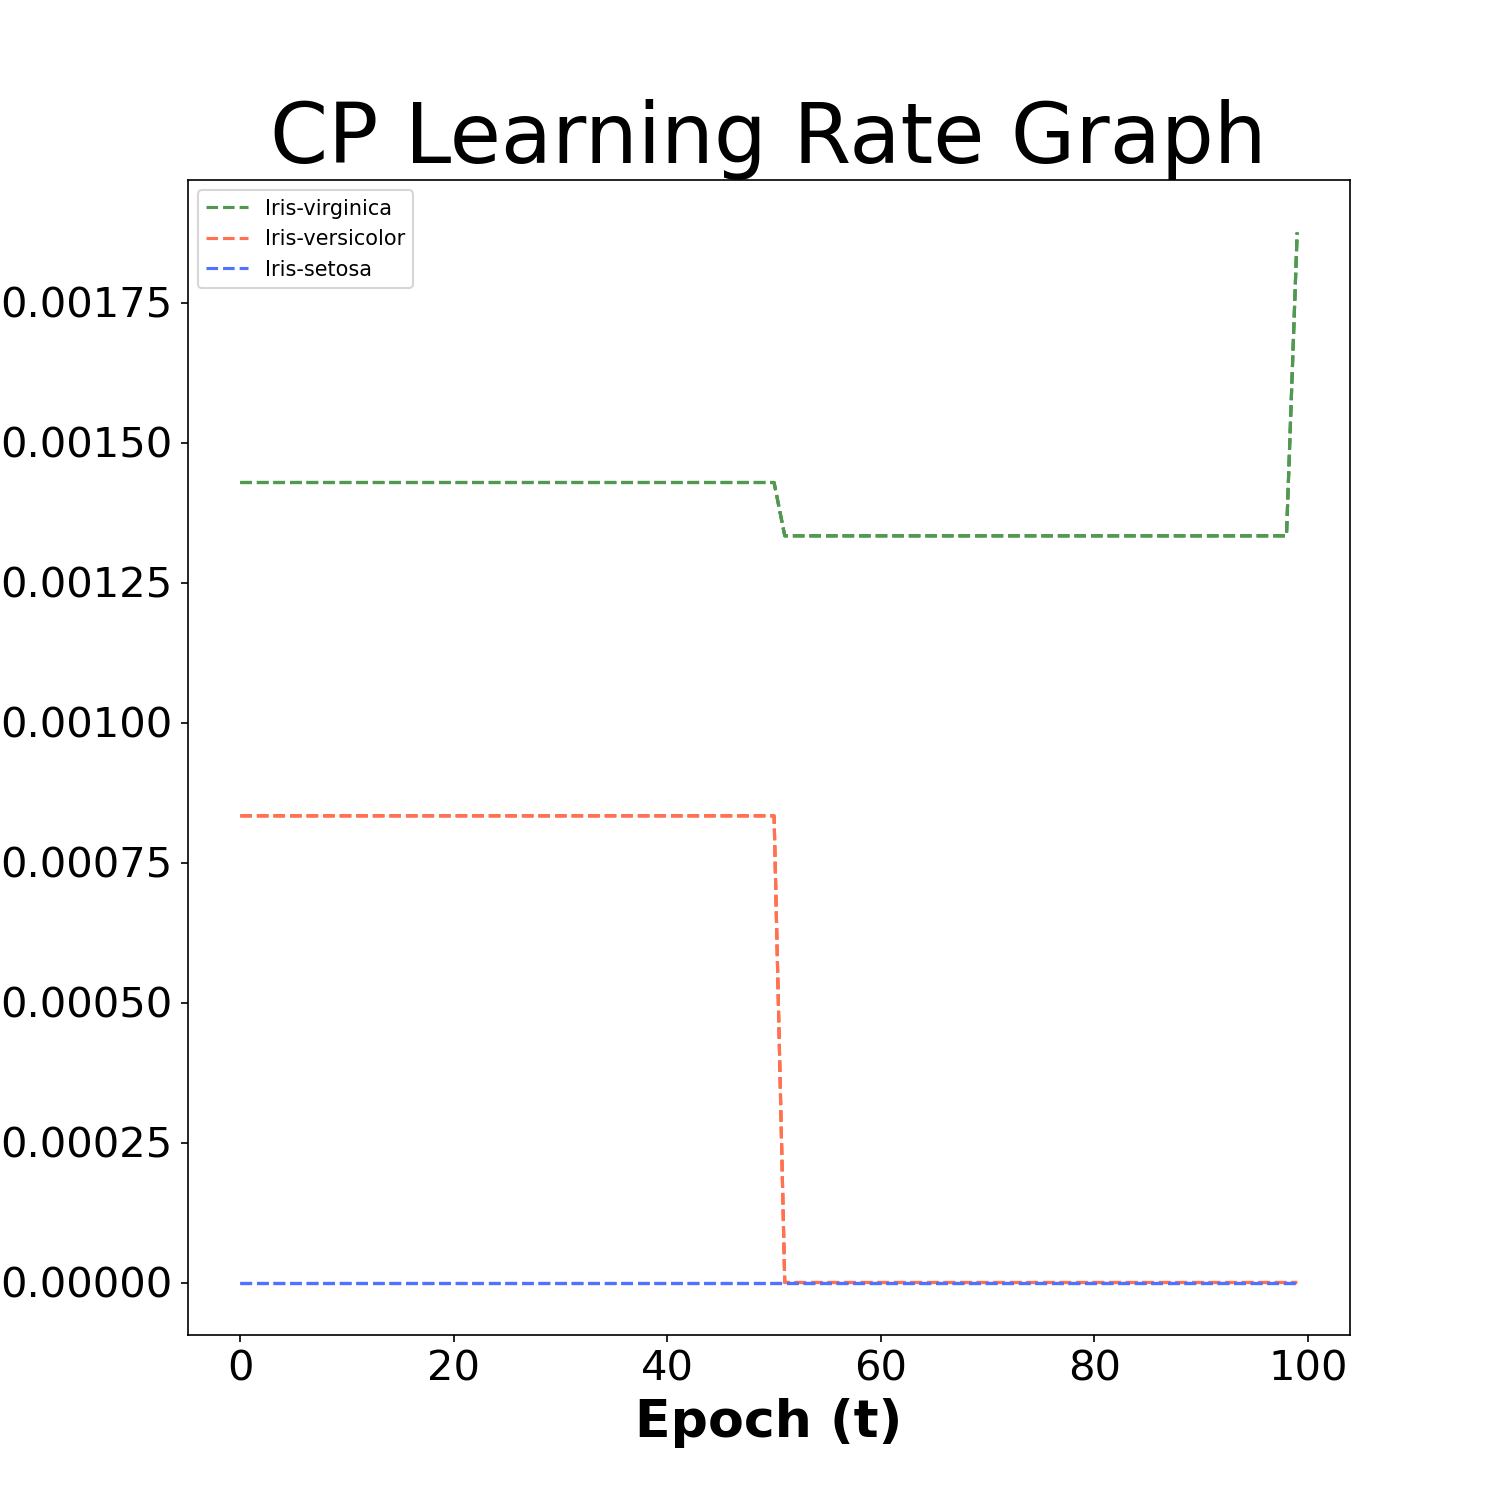 CP Learning Rate Graph
Iris-virginica
Iris-versicolor
Iris-setosa
0.00175
0.00150
0.00125
0.00100
0.00075
0.00050
0.00025
0.00000
0 20 40 60 80 100
Epoch (t)